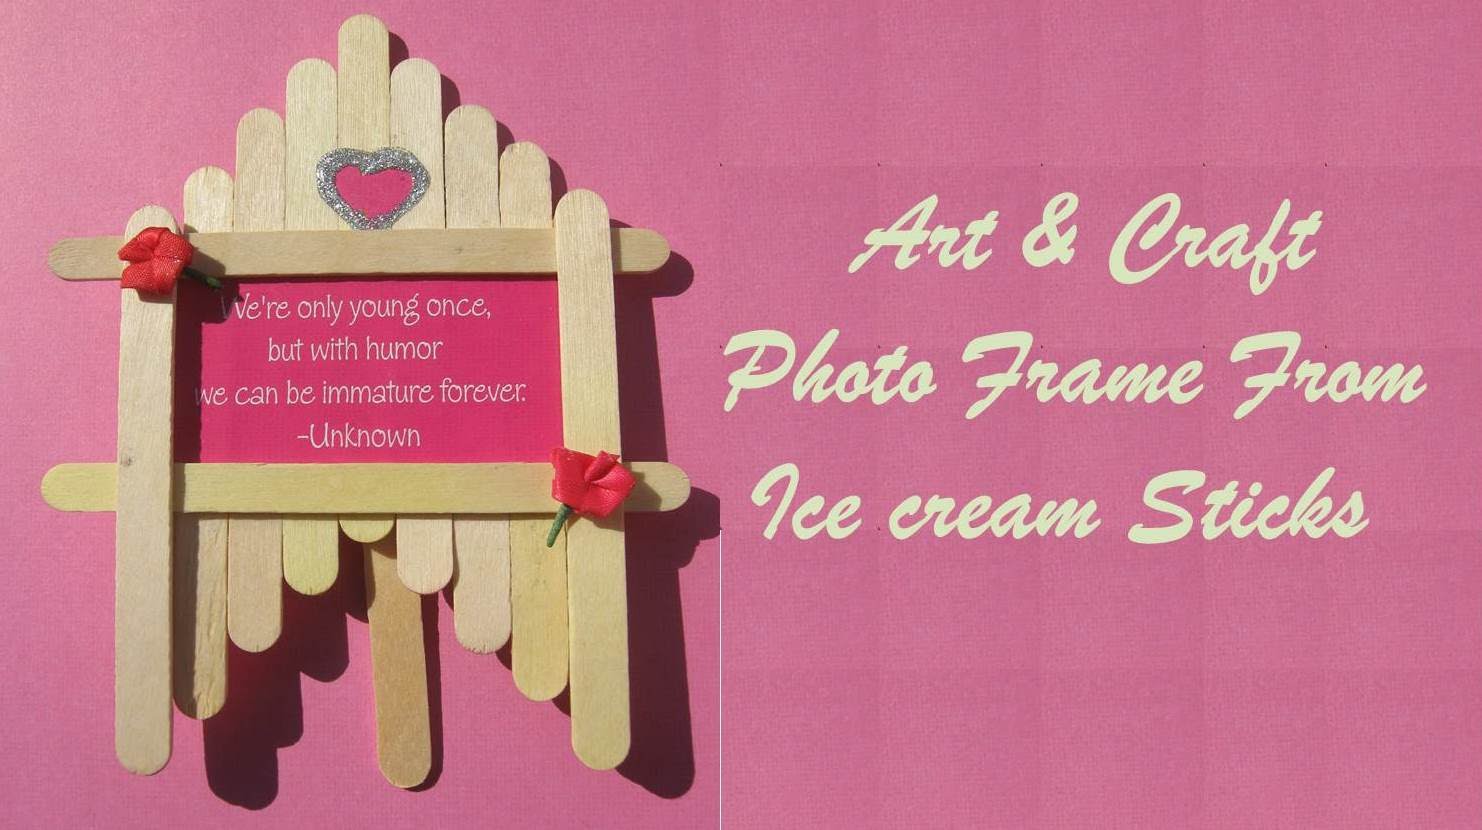 We're only young once,
but with humor
we can be immature forever.
-Unknown
Art & Craft
Photo Frame From
Ice cream Sticks